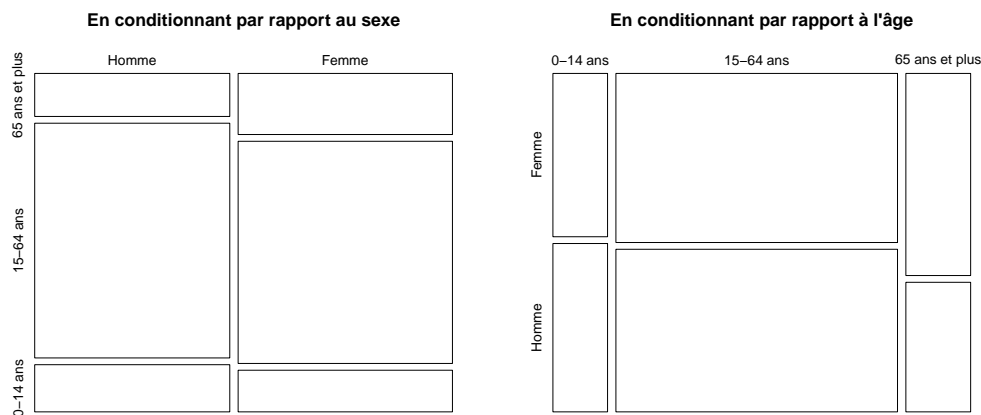 En conditionnant par rapport au sexe
Homme Femme
65 ans et plus
15−64 ans
0−14 ans
En conditionnant par rapport à l'âge
0−14 ans 15−64 ans 65 ans et plus
Femme
Homme